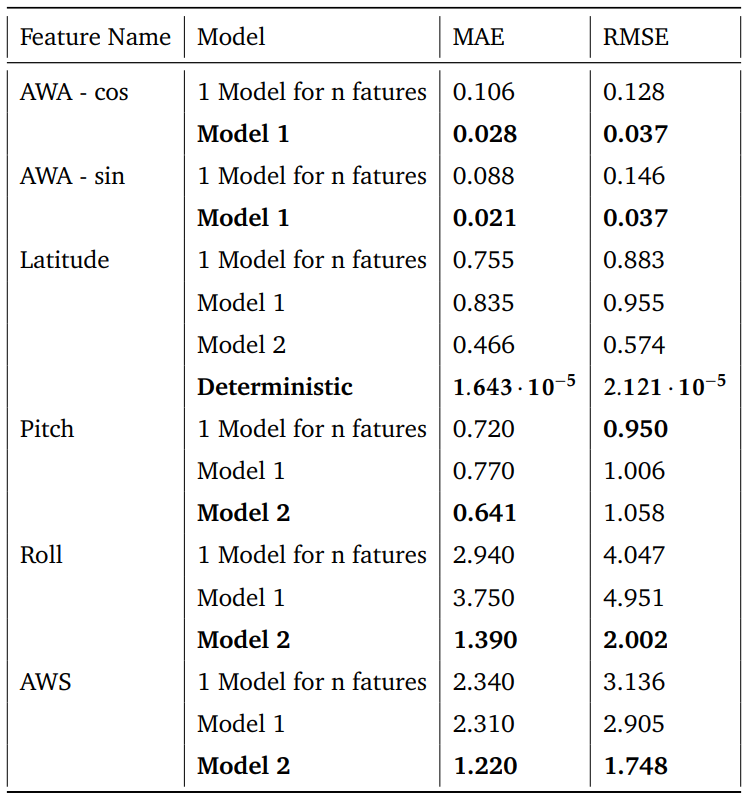 Feature Name Model MAE RMSE
AWA - cos 1 Model for n fatures 0.106 0.128
Model 1 0.028 0.037
AWA - sin 1 Model for n fatures 0.088 0.146
Model 1 0.021 0.037
Latitude 1 Model for n fatures 0.755 0.883
Model 1 0.835 0.955
Model 2 0.466 0.574
Deterministic 1.643 · 10⁻⁵ 2.121 · 10⁻⁵
Pitch 1 Model for n fatures 0.720 0.950
Model 1 0.770 1.006
Model 2 0.641 1.058
Roll 1 Model for n fatures 2.940 4.047
Model 1 3.750 4.951
Model 2 1.390 2.002
AWS 1 Model for n fatures 2.340 3.136
Model 1 2.310 2.905
Model 2 1.220 1.748